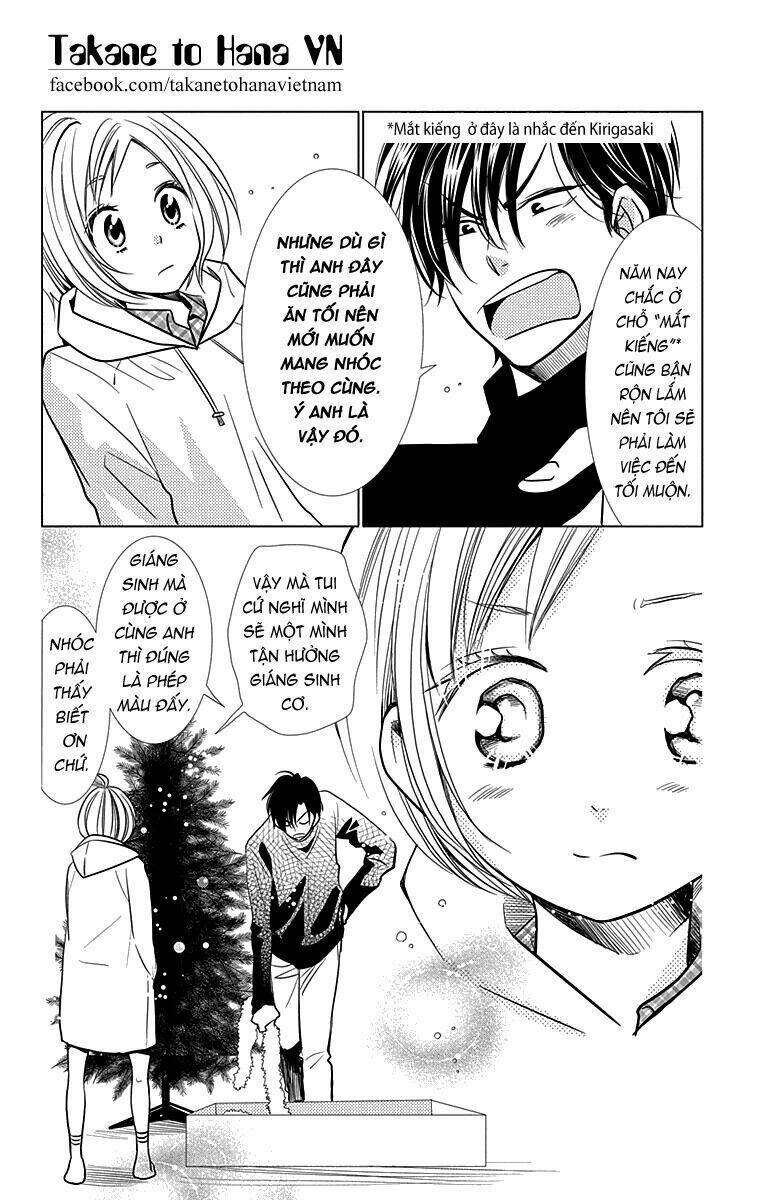 Takane to Hana VN
facebook.com/takanetohanavietnam
*Mắt kiếng ở đây là nhắc đến Kirigasaki
NĂM NAY
CHẮC Ở
CHỖ "MẮT
KIẾNG"*
CŨNG BẬN
RỘN LẮM
NÊN TÔI SẼ
PHẢI LÀM
VIỆC ĐẾN
TỐI MUỘN.
NHƯNG DÙ GÌ
THÌ ANH ĐÂY
CŨNG PHẢI
ĂN TỐI NÊN
MỚI MUỐN
MANG NHÓC
THEO CÙNG.
Ý ANH LÀ
VẬY ĐÓ.
VẬY MÀ TUI
CỨ NGHĨ MÌNH
SẼ MỘT MÌNH
TẬN HƯỞNG
GIÁNG SINH
CƠ.
GIÁNG
SINH MÀ
ĐƯỢC Ở
CÙNG ANH
THÌ ĐÚNG
LÀ PHÉP
MÀU ĐẤY.
NHÓC
PHẢI
THẤY
BIẾT
ƠN
CHỨ.